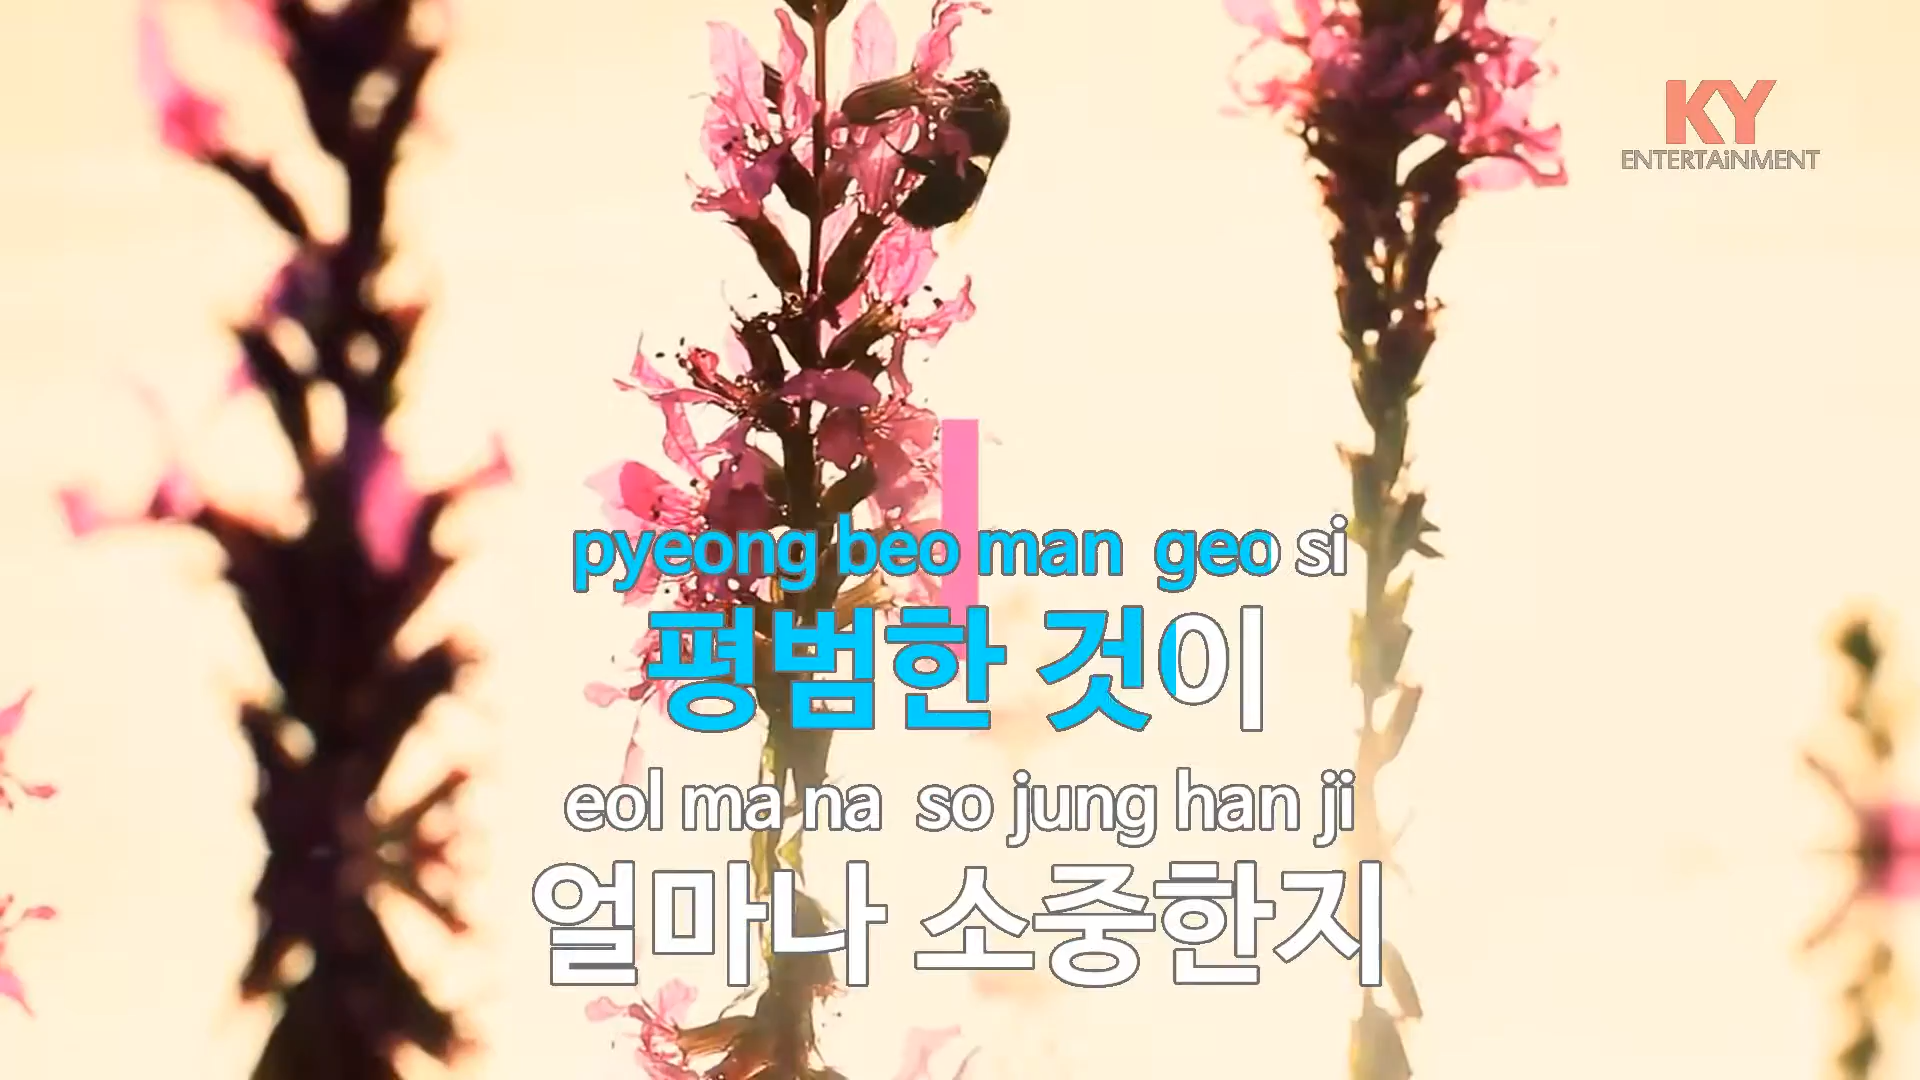 KY
ENTERTAiNMENT
pyeong beo man geo si
평범한 것이
eol ma na so jung han ji
얼마나 소중한지